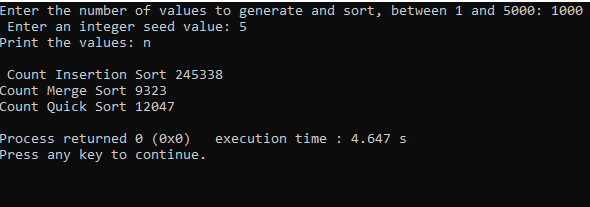 Enter the number of values to generate and sort, between 1 and 5000: 1000
Enter an integer seed value: 5
Print the values: n
Count Insertion Sort 245338
Count Merge Sort 9323
Count Quick Sort 12047
Process returned 0 (0x0)   execution time : 4.647 s
Press any key to continue.